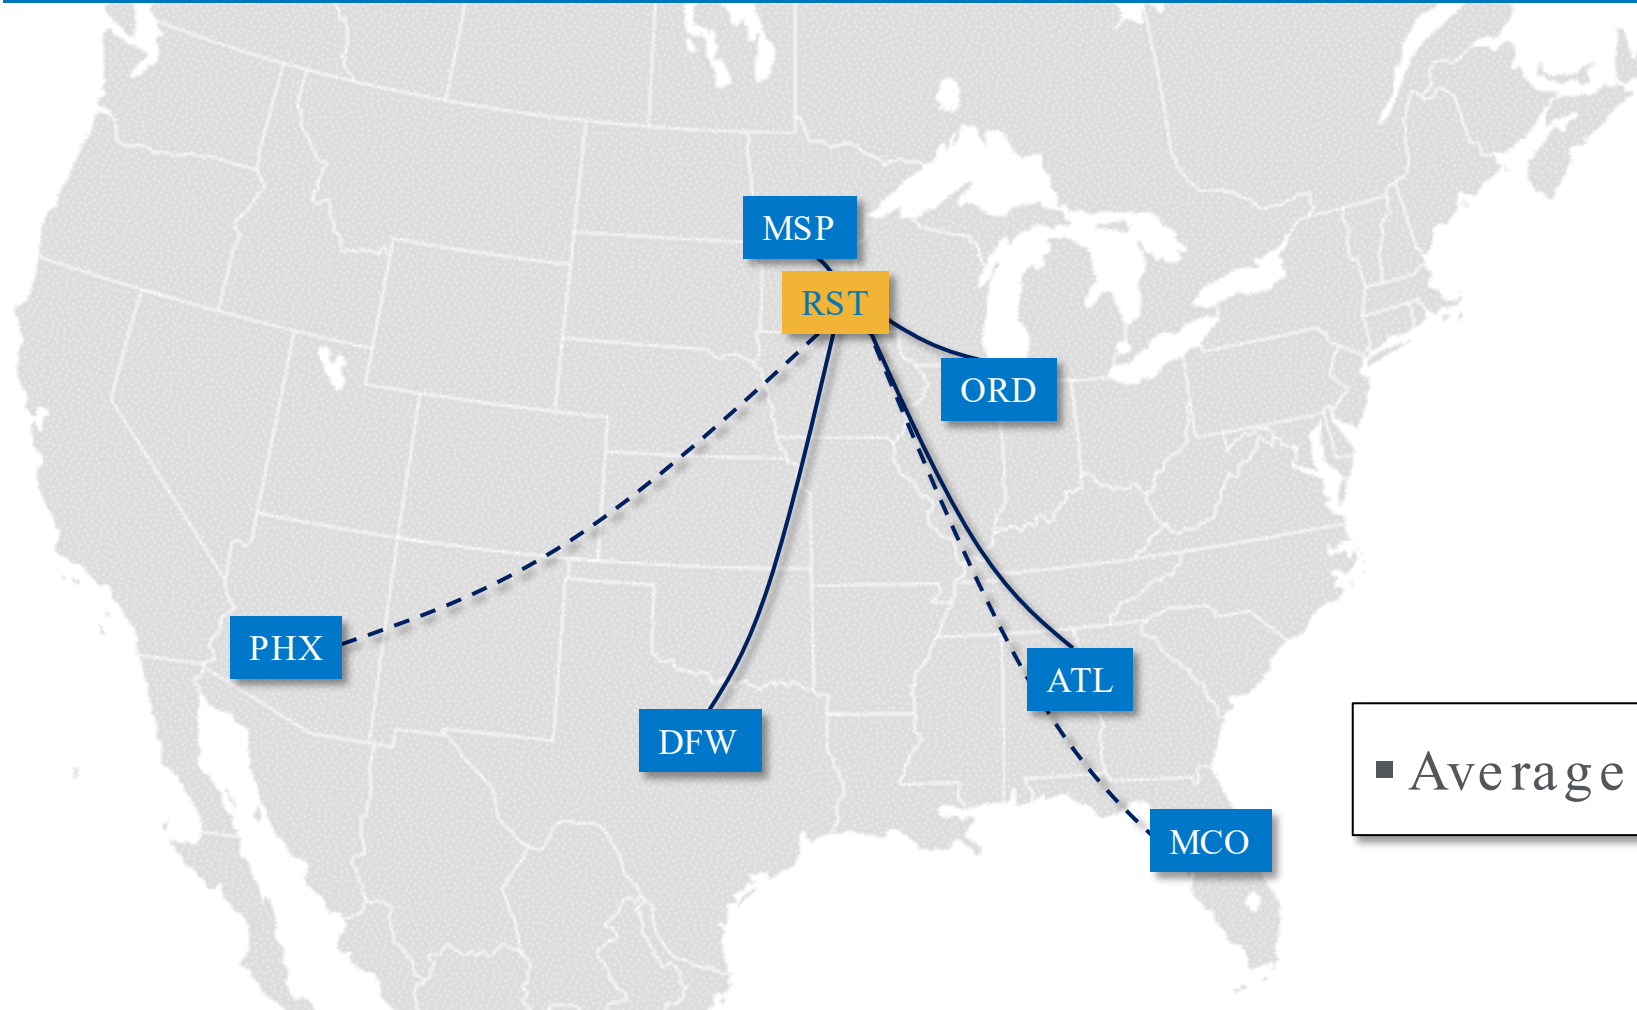 MSP
RST
ORD
PHX
ATL
DFW
▪ Average
MCO